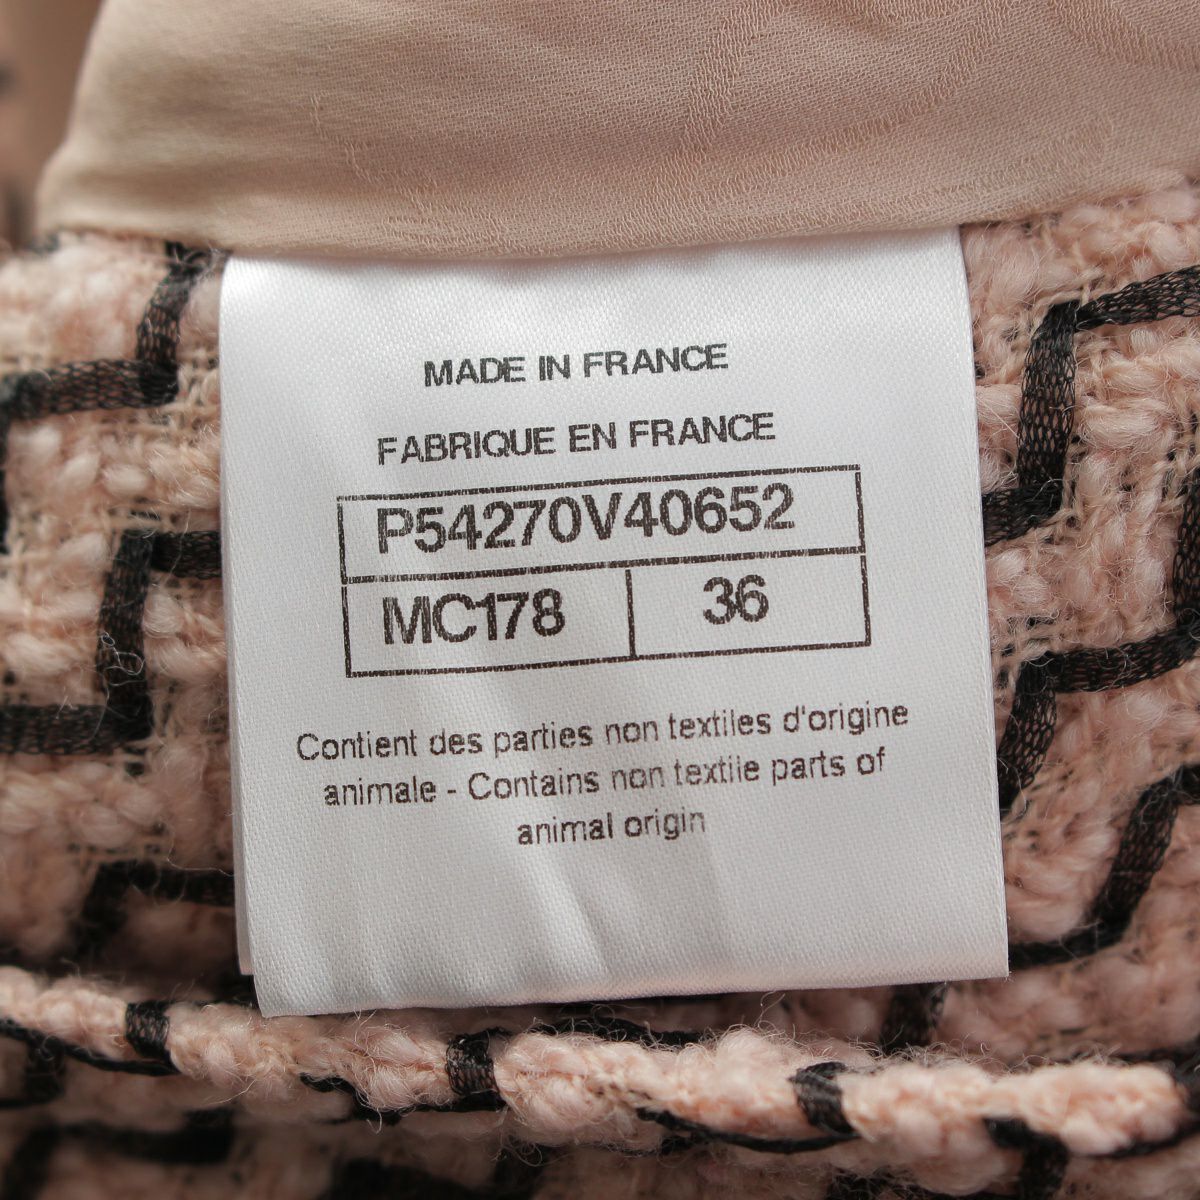 MADE IN FRANCE
FABRIQUE EN FRANCE
P54270V40652
MC178 36
Contient des parties non textiles d'origine
animale - Contains non textile parts of
animal origin